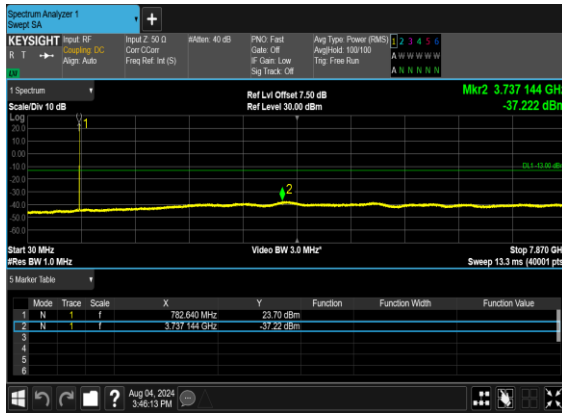 Spectrum Analyzer 1
Swept SA
+
KEYSIGHT Input: RF Input Z: 50 Ω #Atten: 40 dB PNO: Fast Avg Type: Power (RMS) 1 2 3 4 5 6
R T Coupling: DC Corr CCorr Gate: Off Avg|Hold: 100/100 A W W W W W
Align: Auto Freq Ref: Int (S) IF Gain: Low Trig: Free Run
LXI Sig Track: Off A N N N N N
1 Spectrum Ref Lvl Offset 7.50 dB Mkr2 3.737 144 GHz
Scale/Div 10 dB Ref Level 30.00 dBm -37.222 dBm
Log
20.0
1
10.0
0.00
-10.0
DL1 -13.00 dBm
-20.0
-30.0
2
-40.0
-50.0
-60.0
Start 30 MHz Video BW 3.0 MHz* Stop 7.870 GHz
#Res BW 1.0 MHz Sweep 13.3 ms (40001 pts)
5 Marker Table
Mode Trace Scale X Y Function Function Width Function Value
1 N 1 f 782.640 MHz 23.70 dBm
2 N 1 f 3.737 144 GHz -37.22 dBm
3
4
5
6
? Aug 04, 2024
3:46:13 PM